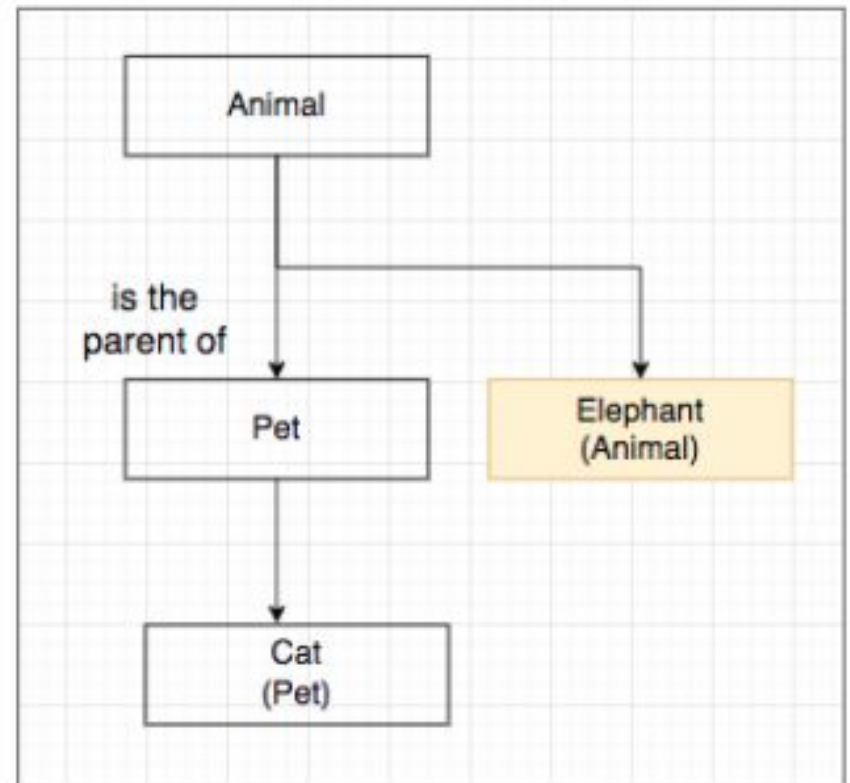 Animal
is the
parent of
Pet
Elephant
(Animal)
Cat
(Pet)